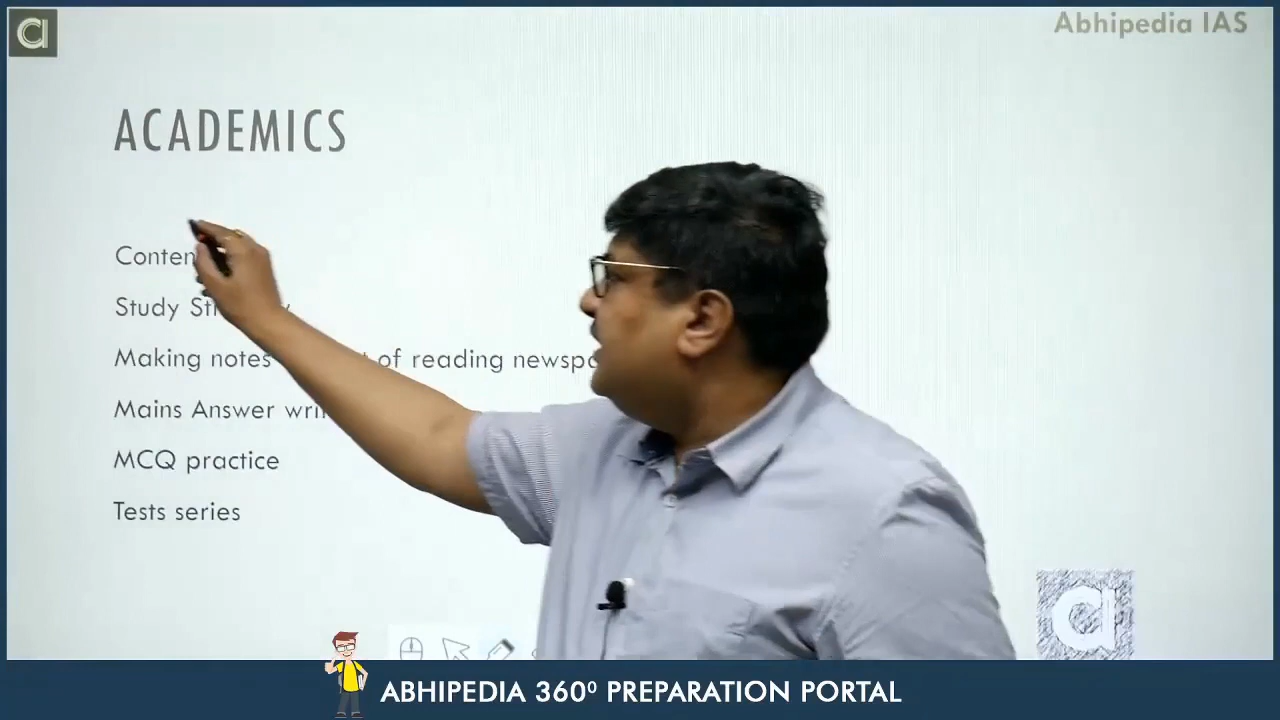 Abhipedia IAS
ACADEMICS
Conten
Study St
Making notes of reading newspa
Mains Answer wri
MCQ practice
Tests series
ABHIPEDIA 360⁰ PREPARATION PORTAL